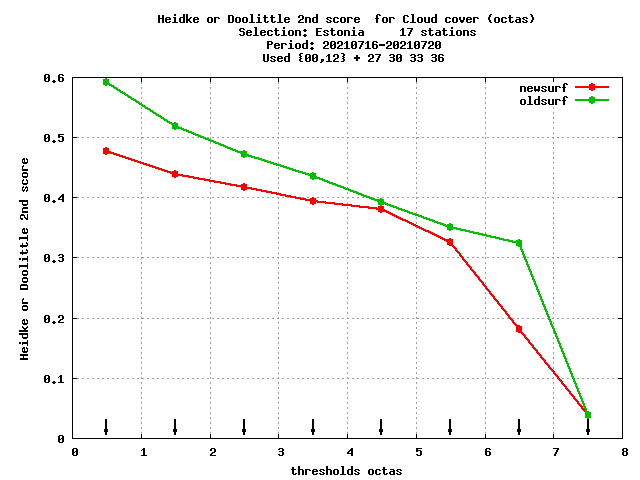 Heidke or Doolittle 2nd score  for Cloud cover (octas)
Selection: Estonia     17 stations
Period: 20210716-20210720
Used {00,12} + 27 30 33 36
newsurf
oldsurf
Heidke or Doolittle 2nd score
0.6
0.5
0.4
0.3
0.2
0.1
0
0 1 2 3 4 5 6 7 8
thresholds octas